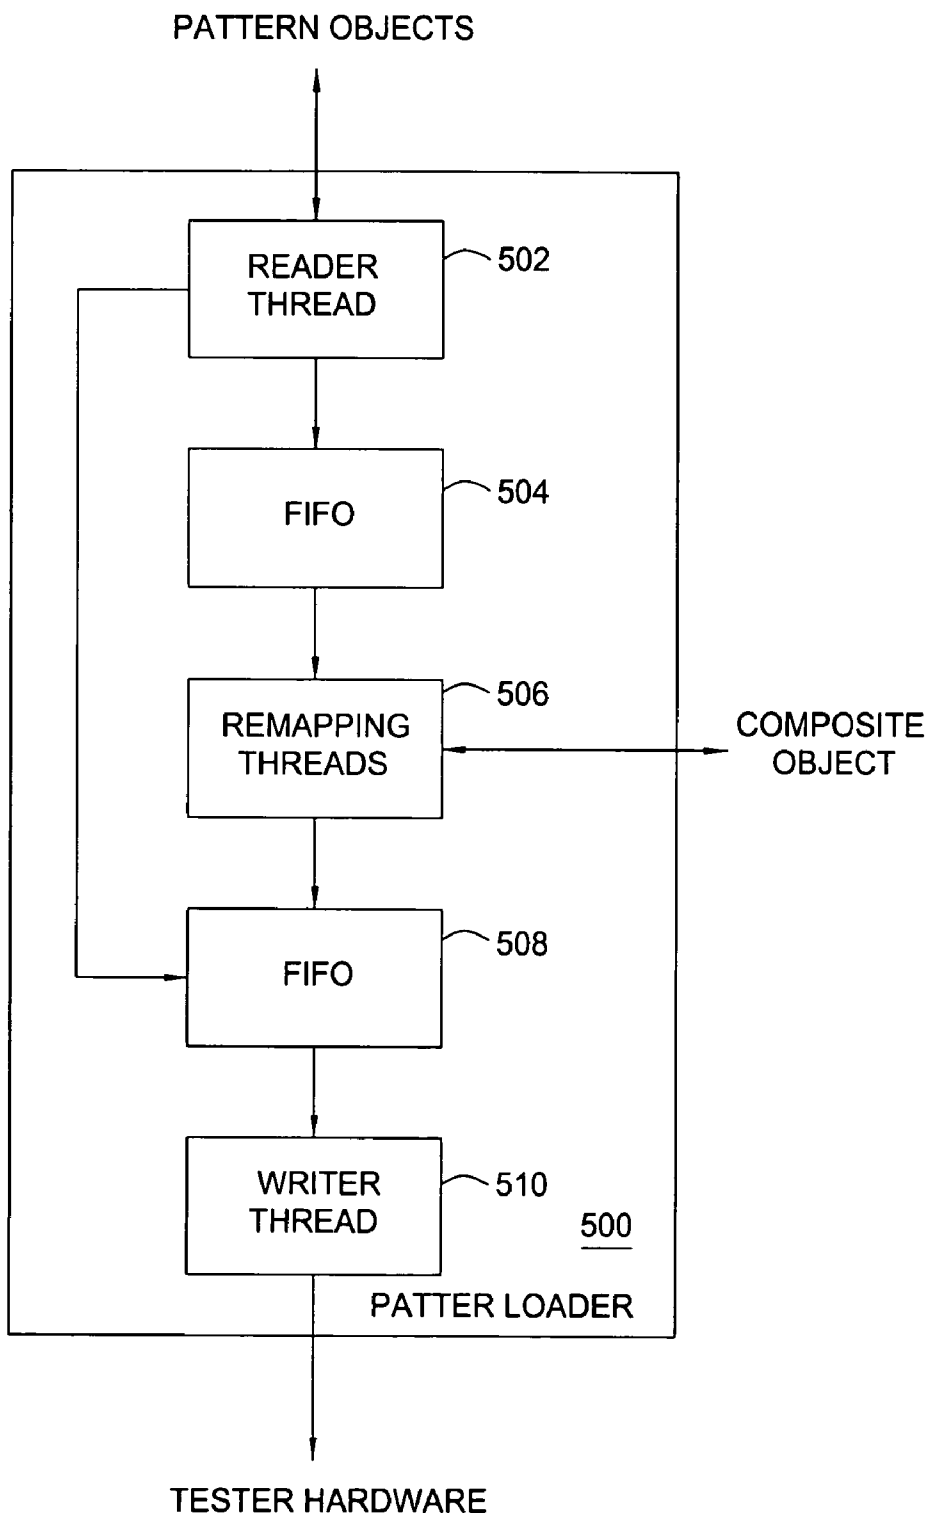 PATTERN OBJECTS
READER
THREAD
502
FIFO
504
REMAPPING
THREADS
506
COMPOSITE
OBJECT
FIFO
508
WRITER
THREAD
510
500
PATTER LOADER
TESTER HARDWARE